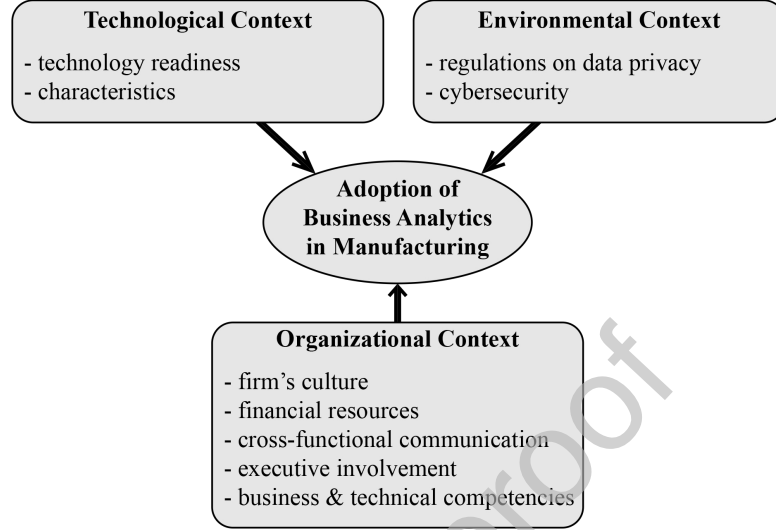 Technological Context
- technology readiness
- characteristics
Environmental Context
- regulations on data privacy
- cybersecurity
Adoption of
Business Analytics
in Manufacturing
Organizational Context
- firm’s culture
- financial resources
- cross-functional communication
- executive involvement
- business & technical competencies
proof